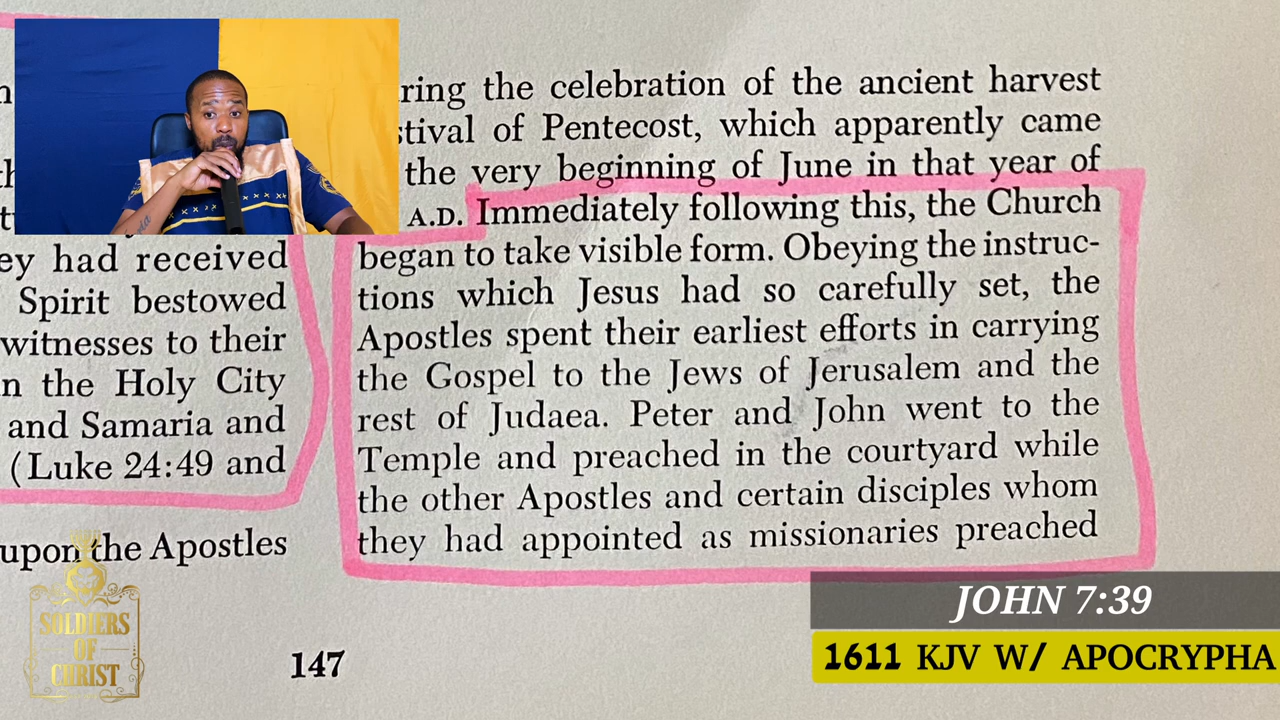 ey had received
Spirit bestowed
witnesses to their
n the Holy City
and Samaria and
(Luke 24:49 and
upon the Apostles
ring the celebration of the ancient harvest
stival of Pentecost, which apparently came
the very beginning of June in that year of
A.D. Immediately following this, the Church
began to take visible form. Obeying the instruc-
tions which Jesus had so carefully set, the
Apostles spent their earliest efforts in carrying
the Gospel to the Jews of Jerusalem and the
rest of Judaea. Peter and John went to the
Temple and preached in the courtyard while
the other Apostles and certain disciples whom
they had appointed as missionaries preached
147
SOLDIERS
OF
CHRIST
JOHN 7:39
1611 KJV W/ APOCRYPHA